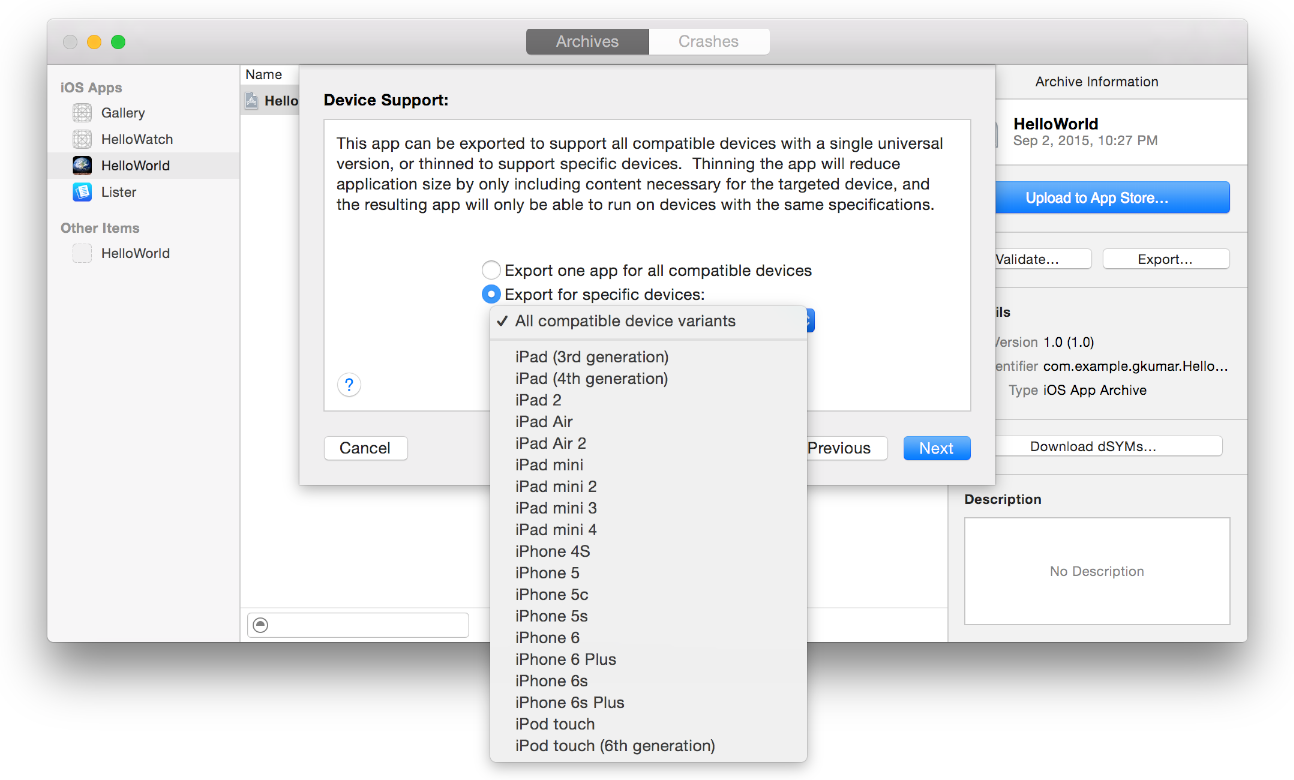 Archives
Crashes
iOS Apps
Gallery
HelloWatch
HelloWorld
Lister
Other Items
HelloWorld
Name
Hello
Device Support:
This app can be exported to support all compatible devices with a single universal
version, or thinned to support specific devices.  Thinning the app will reduce
application size by only including content necessary for the targeted device, and
the resulting app will only be able to run on devices with the same specifications.
Export one app for all compatible devices
Export for specific devices:
✓ All compatible device variants
iPad (3rd generation)
iPad (4th generation)
iPad 2
iPad Air
iPad Air 2
iPad mini
iPad mini 2
iPad mini 3
iPad mini 4
iPhone 4S
iPhone 5
iPhone 5c
iPhone 5s
iPhone 6
iPhone 6 Plus
iPhone 6s
iPhone 6s Plus
iPod touch
iPod touch (6th generation)
?
Cancel
Previous
Next
Archive Information
HelloWorld
Sep 2, 2015, 10:27 PM
Upload to App Store...
Validate...
Export...
ils
Version 1.0 (1.0)
entifier com.example.gkumar.Hello...
Type iOS App Archive
Download dSYMs...
Description
No Description